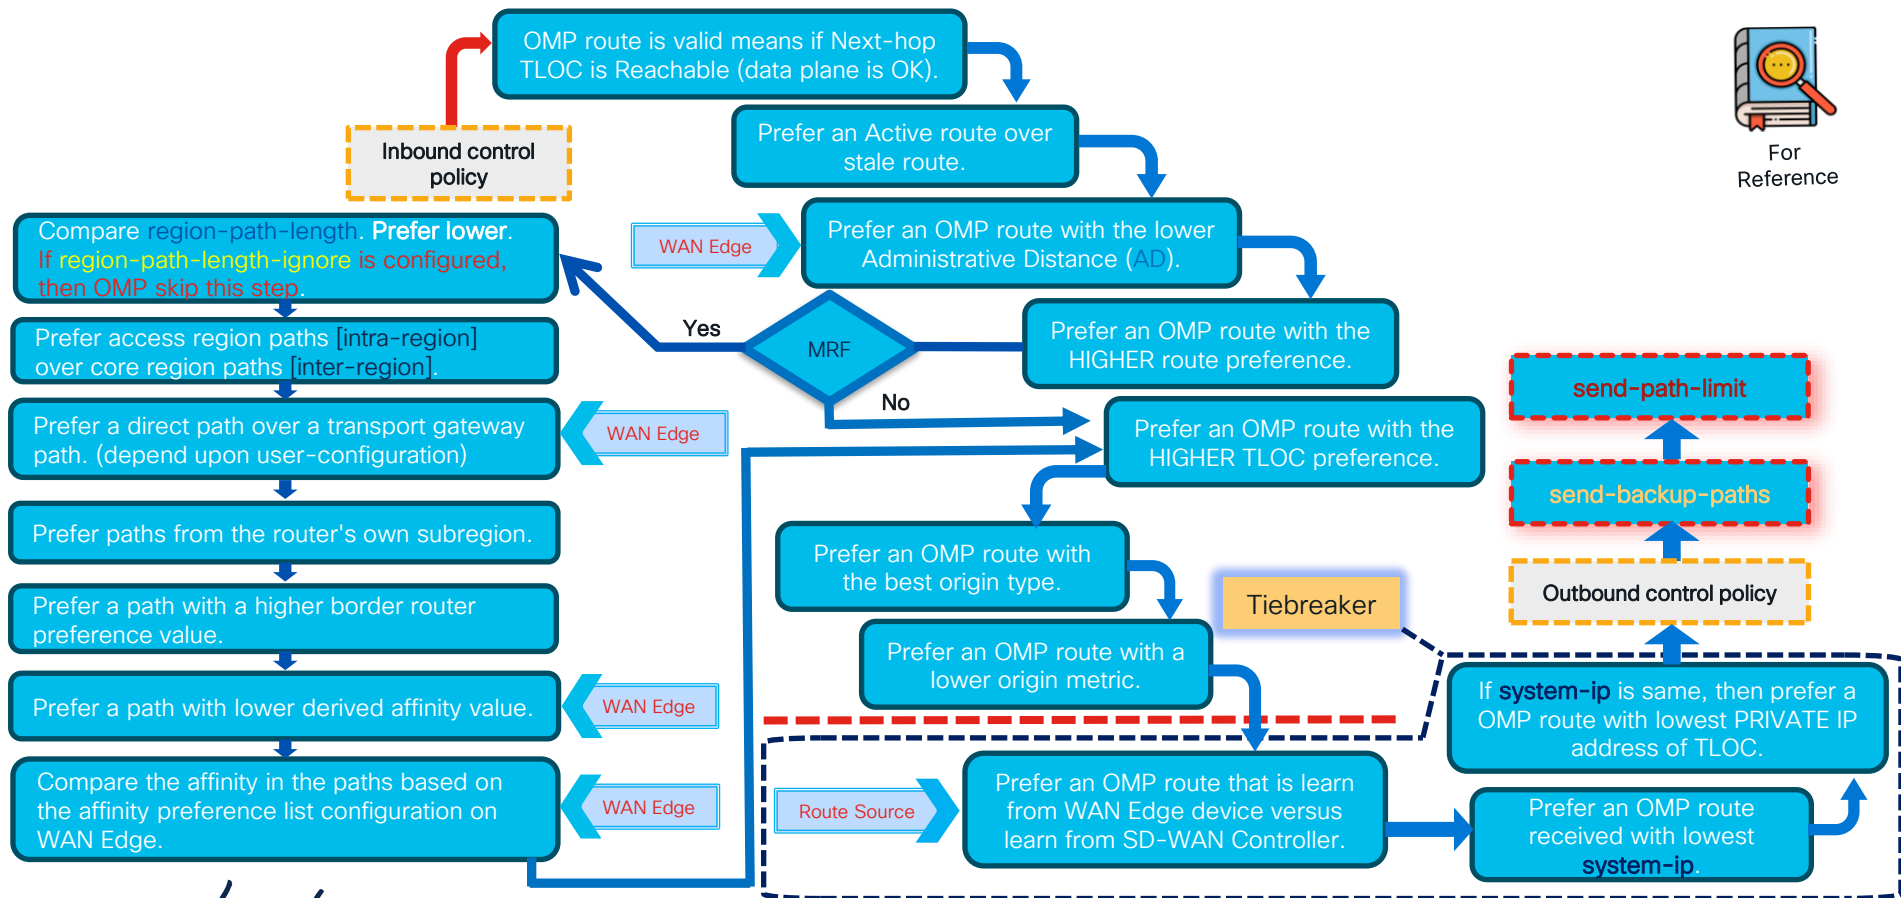 OMP route is valid means if Next-hop
TLOC is Reachable (data plane is OK).
For
Reference
Inbound control
policy
Prefer an Active route over
stale route.
WAN Edge
Prefer an OMP route with the lower
Administrative Distance (AD).
Prefer an OMP route with the
HIGHER route preference.
MRF
Yes
No
Compare region-path-length. Prefer lower.
If region-path-length-ignore is configured,
then OMP skip this step.
Prefer access region paths [intra-region]
over core region paths [inter-region].
Prefer a direct path over a transport gateway
path. (depend upon user-configuration)
WAN Edge
Prefer paths from the router's own subregion.
Prefer a path with a higher border router
preference value.
Prefer a path with lower derived affinity value.
WAN Edge
Compare the affinity in the paths based on
the affinity preference list configuration on
WAN Edge.
WAN Edge
Prefer an OMP route with the
HIGHER TLOC preference.
Prefer an OMP route with
the best origin type.
Prefer an OMP route with a
lower origin metric.
Tiebreaker
Route Source
Prefer an OMP route that is learn
from WAN Edge device versus
learn from SD-WAN Controller.
Prefer an OMP route
received with lowest
system-ip.
If system-ip is same, then prefer a
OMP route with lowest PRIVATE IP
address of TLOC.
Outbound control policy
send-backup-paths
send-path-limit